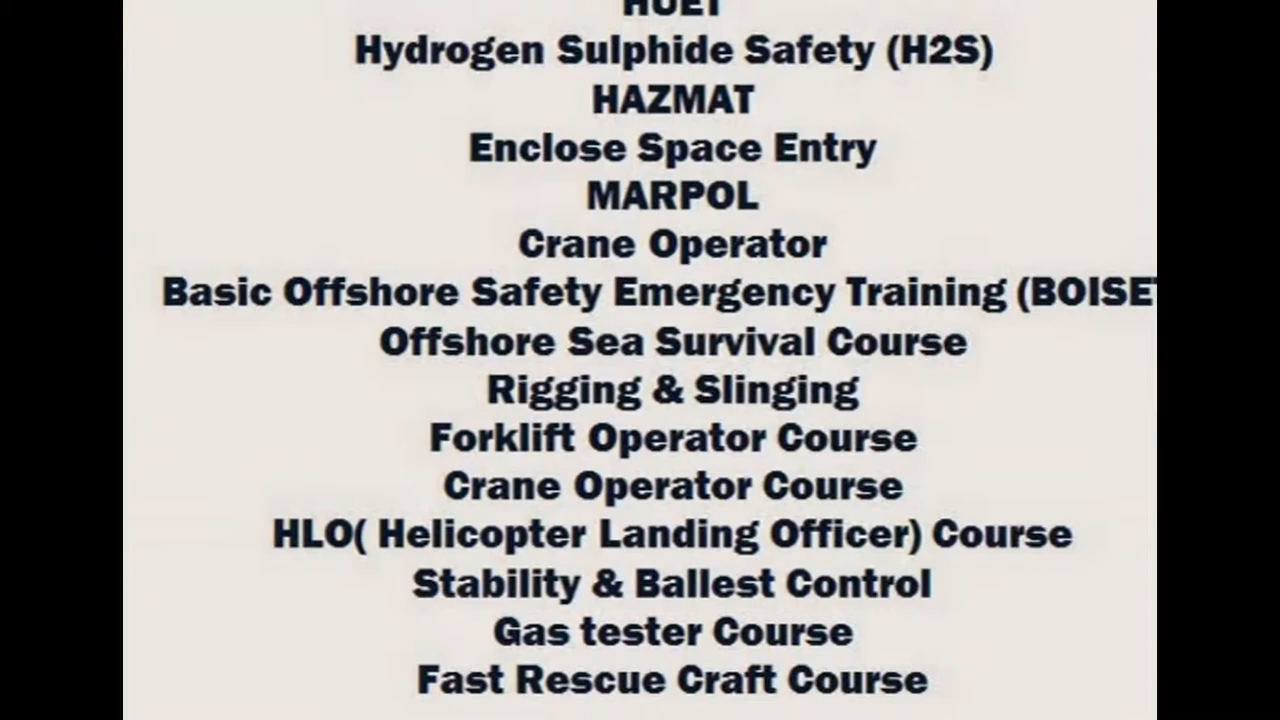 HUET
Hydrogen Sulphide Safety (H2S)
HAZMAT
Enclose Space Entry
MARPOL
Crane Operator
Basic Offshore Safety Emergency Training (BOISET
Offshore Sea Survival Course
Rigging & Slinging
Forklift Operator Course
Crane Operator Course
HLO( Helicopter Landing Officer) Course
Stability & Ballest Control
Gas tester Course
Fast Rescue Craft Course